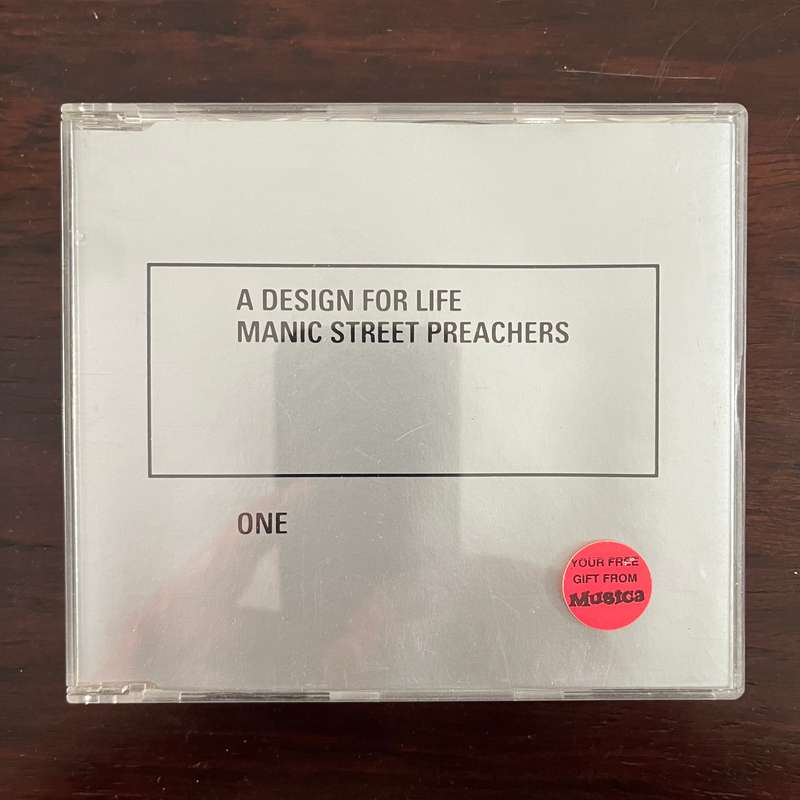 A DESIGN FOR LIFE
MANIC STREET PREACHERS
ONE
YOUR FREE
GIFT FROM
Musica